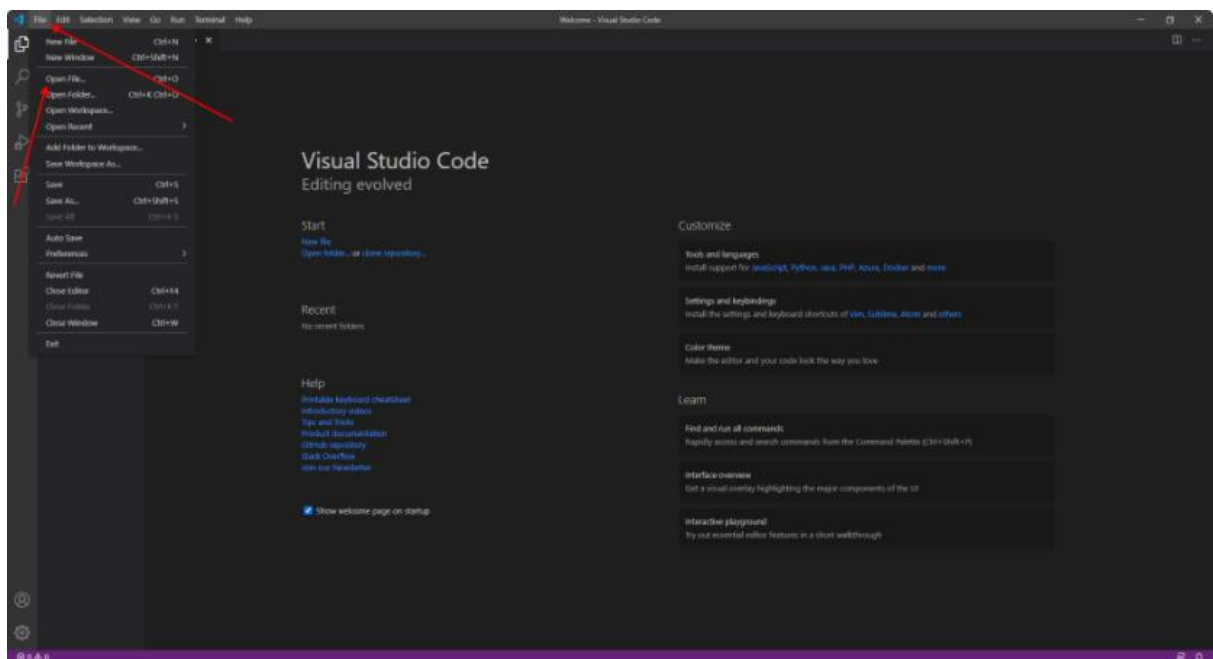 File Edit Selection View Go Run Terminal Help
Welcome - Visual Studio Code
New File Ctrl+N
New Window Ctrl+Shift+N
Open File... Ctrl+O
Open Folder... Ctrl+K Ctrl+O
Open Workspace...
Open Recent
Add Folder to Workspace...
Save Workspace As...
Save Ctrl+S
Save As... Ctrl+Shift+S
Save All Ctrl+K S
Auto Save
Preferences
Revert File
Close Editor Ctrl+F4
Close Folder Ctrl+K F
Close Window Ctrl+W
Exit
Visual Studio Code
Editing evolved
Start
New file
Open folder... or clone repository...
Recent
No recent folders
Help
Printable keyboard cheatsheet
Introductory videos
Tips and Tricks
Product documentation
GitHub repository
Stack Overflow
Join our Newsletter
Show welcome page on startup
Customize
Tools and languages
Install support for JavaScript, Python, Java, PHP, Azure, Docker and more
Settings and keybindings
Install the settings and keyboard shortcuts of Vim, Sublime, Atom and others
Color theme
Make the editor and your code look the way you love
Learn
Find and run all commands
Rapidly access and search commands from the Command Palette (Ctrl+Shift+P)
Interface overview
Get a visual overlay highlighting the major components of the UI
Interactive playground
Try out essential editor features in a short walkthrough
0 0